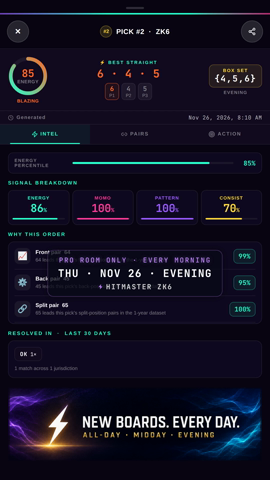 #2 PICK #2 · ZK6
85
ENERGY
BLAZING
⚡ BEST STRAIGHT
6 · 4 · 5
6 P1
4 P2
5 P3
BOX SET
{4,5,6}
EVENING
Generated
Nov 26, 2026, 8:10 AM
INTEL
PAIRS
ACTION
ENERGY PERCENTILE
85%
SIGNAL BREAKDOWN
ENERGY
86%
MOMO
100%
PATTERN
100%
CONSIST
70%
WHY THIS ORDER
Front pair
99%
PRO ROOM ONLY · EVERY MORNING
THU · NOV 26 · EVENING
⚡ HITMASTER ZK6
Back
95%
Split pair 65
65 leads this pick's split-position pairs in the 1-year dataset
100%
RESOLVED IN · LAST 30 DAYS
OK 1×
1 match across 1 jurisdiction
NEW BOARDS. EVERY DAY.
ALL-DAY · MIDDAY · EVENING